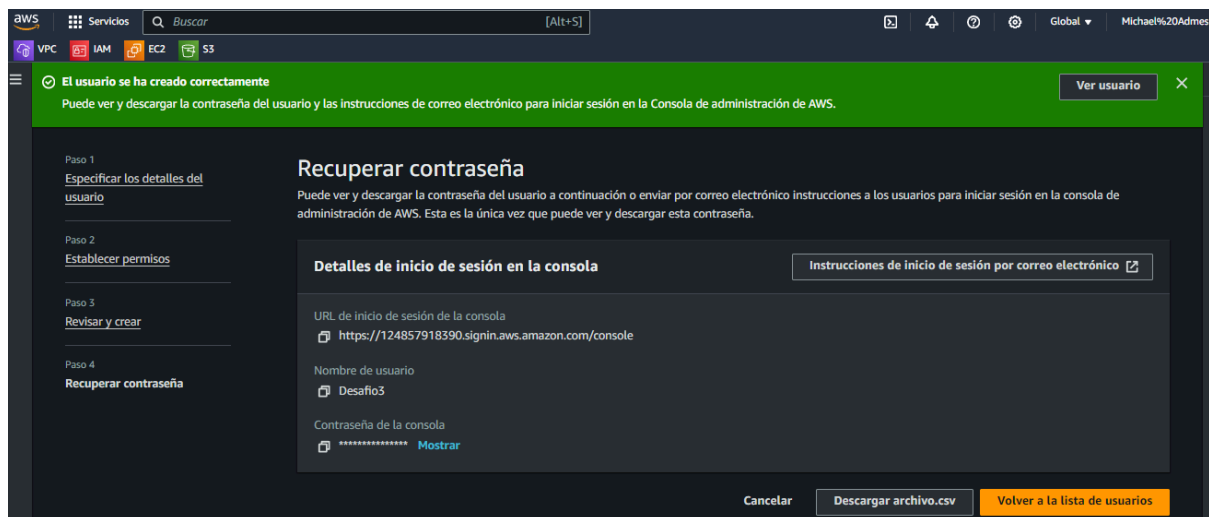 aws
Servicios
Buscar
[Alt+S]
Global
Michael%20Admes
VPC
IAM
EC2
S3
El usuario se ha creado correctamente
Puede ver y descargar la contraseña del usuario y las instrucciones de correo electrónico para iniciar sesión en la Consola de administración de AWS.
Ver usuario
Paso 1
Especificar los detalles del
usuario
Paso 2
Establecer permisos
Paso 3
Revisar y crear
Paso 4
Recuperar contraseña
Recuperar contraseña
Puede ver y descargar la contraseña del usuario a continuación o enviar por correo electrónico instrucciones a los usuarios para iniciar sesión en la consola de
administración de AWS. Esta es la única vez que puede ver y descargar esta contraseña.
Detalles de inicio de sesión en la consola
Instrucciones de inicio de sesión por correo electrónico
URL de inicio de sesión de la consola
https://124857918390.signin.aws.amazon.com/console
Nombre de usuario
Desafio3
Contraseña de la consola
*************** Mostrar
Cancelar
Descargar archivo.csv
Volver a la lista de usuarios